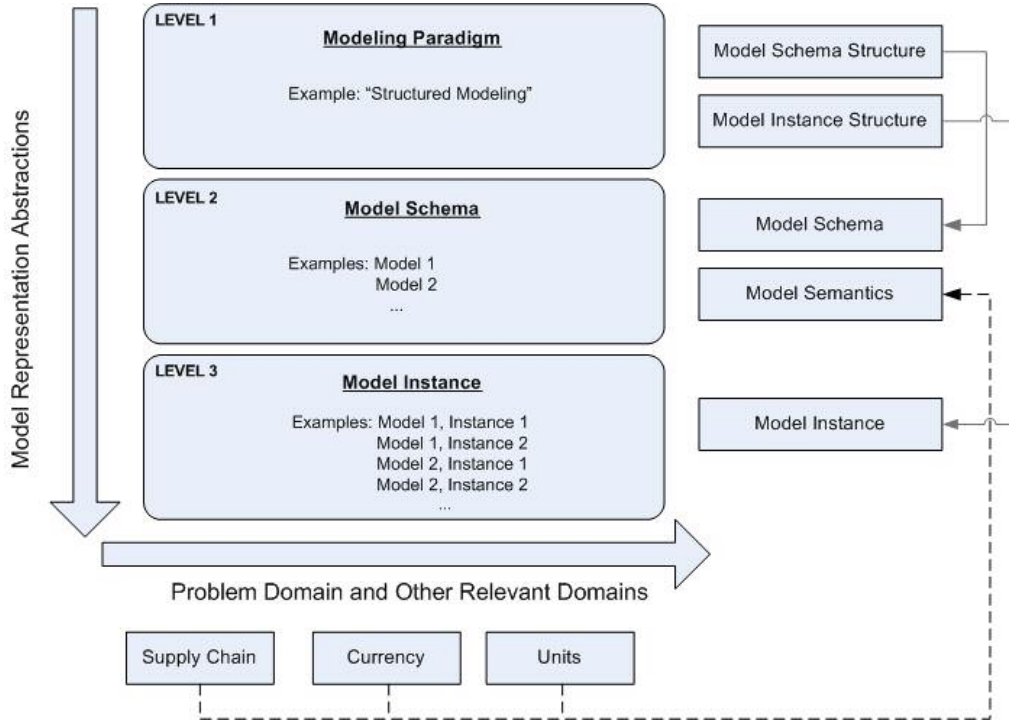 LEVEL 1
Modeling Paradigm
Example: “Structured Modeling”
Model Schema Structure
Model Instance Structure
LEVEL 2
Model Schema
Examples: Model 1
Model 2
...
Model Schema
Model Semantics
LEVEL 3
Model Instance
Examples: Model 1, Instance 1
Model 1, Instance 2
Model 2, Instance 1
Model 2, Instance 2
...
Model Instance
Model Representation Abstractions
Problem Domain and Other Relevant Domains
Supply Chain
Currency
Units